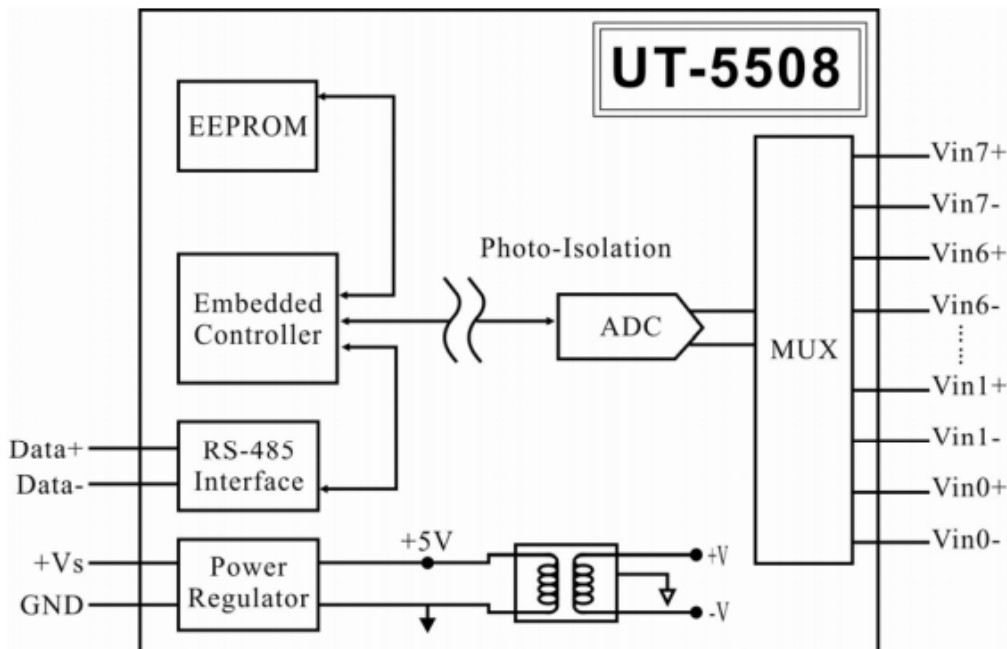 UT-5508
EEPROM
Vin7+
Vin7-
Photo-Isolation
Vin6+
Embedded
Controller
ADC
Vin6-
MUX
Vin1+
Data+
RS-485
Vin1-
Data-
Interface
Vin0+
+5V
Vin0-
+Vs
Power
+V
GND
Regulator
-V